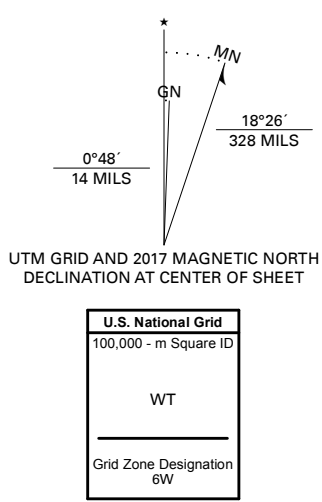 ★
MN
GN
18°26´
328 MILS
0°48´
14 MILS
UTM GRID AND 2017 MAGNETIC NORTH
DECLINATION AT CENTER OF SHEET
U.S. National Grid
100,000 - m Square ID
WT
Grid Zone Designation
6W